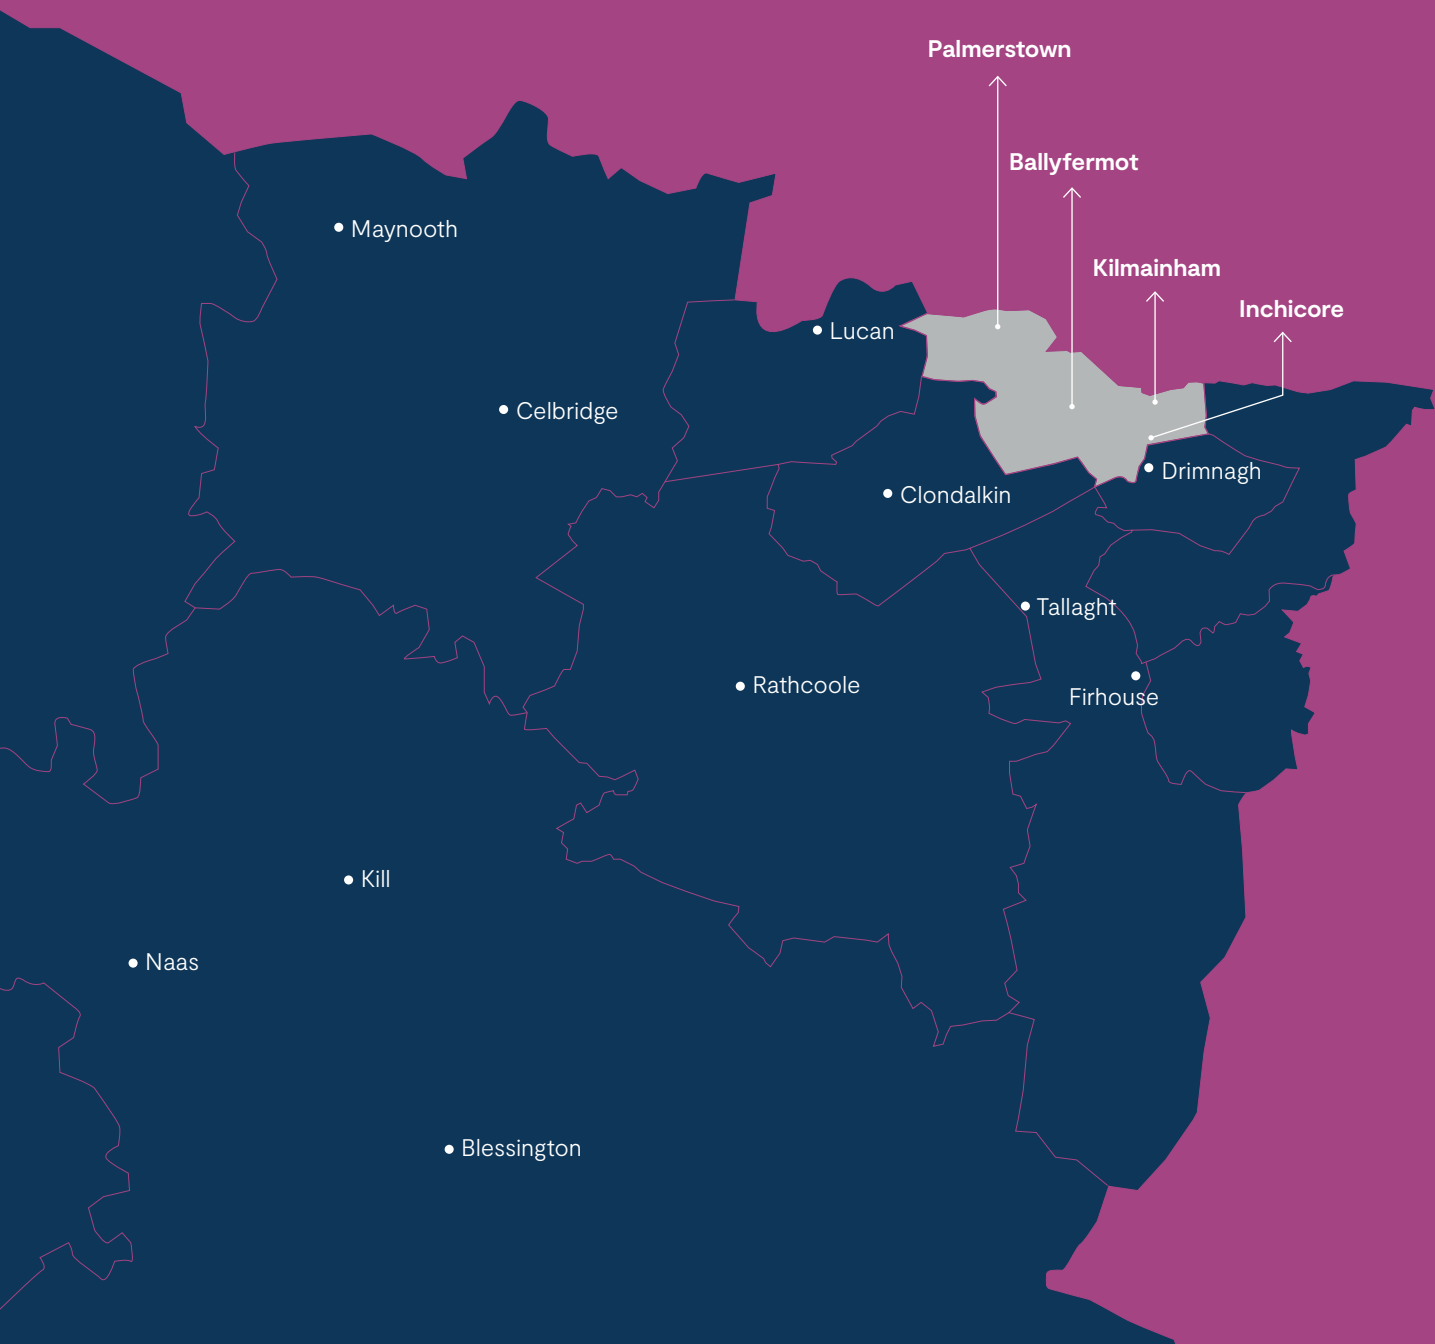 Palmerstown
Ballyfermot
Maynooth
Kilmainham
Inchicore
Lucan
Celbridge
Drimnagh
Clondalkin
Tallaght
Rathcoole
Firhouse
Kill
Naas
Blessington